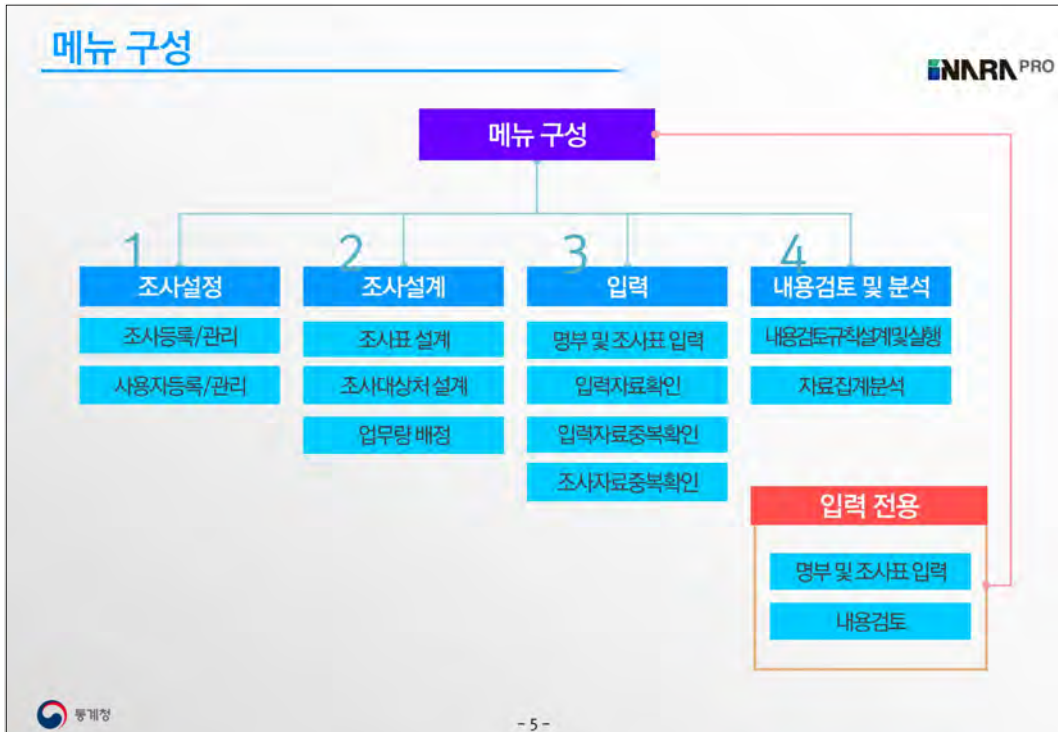 메뉴 구성
iNARA PRO
메뉴 구성
1
조사설정
조사등록/관리
사용자등록/관리
2
조사설계
조사표 설계
조사대상처 설계
업무량 배정
3
입력
명부 및 조사표 입력
입력자료확인
입력자료중복확인
조사자료중복확인
4
내용검토 및 분석
내용검토규칙설계및실행
자료집계분석
입력 전용
명부 및 조사표 입력
내용검토
통계청
- 5 -